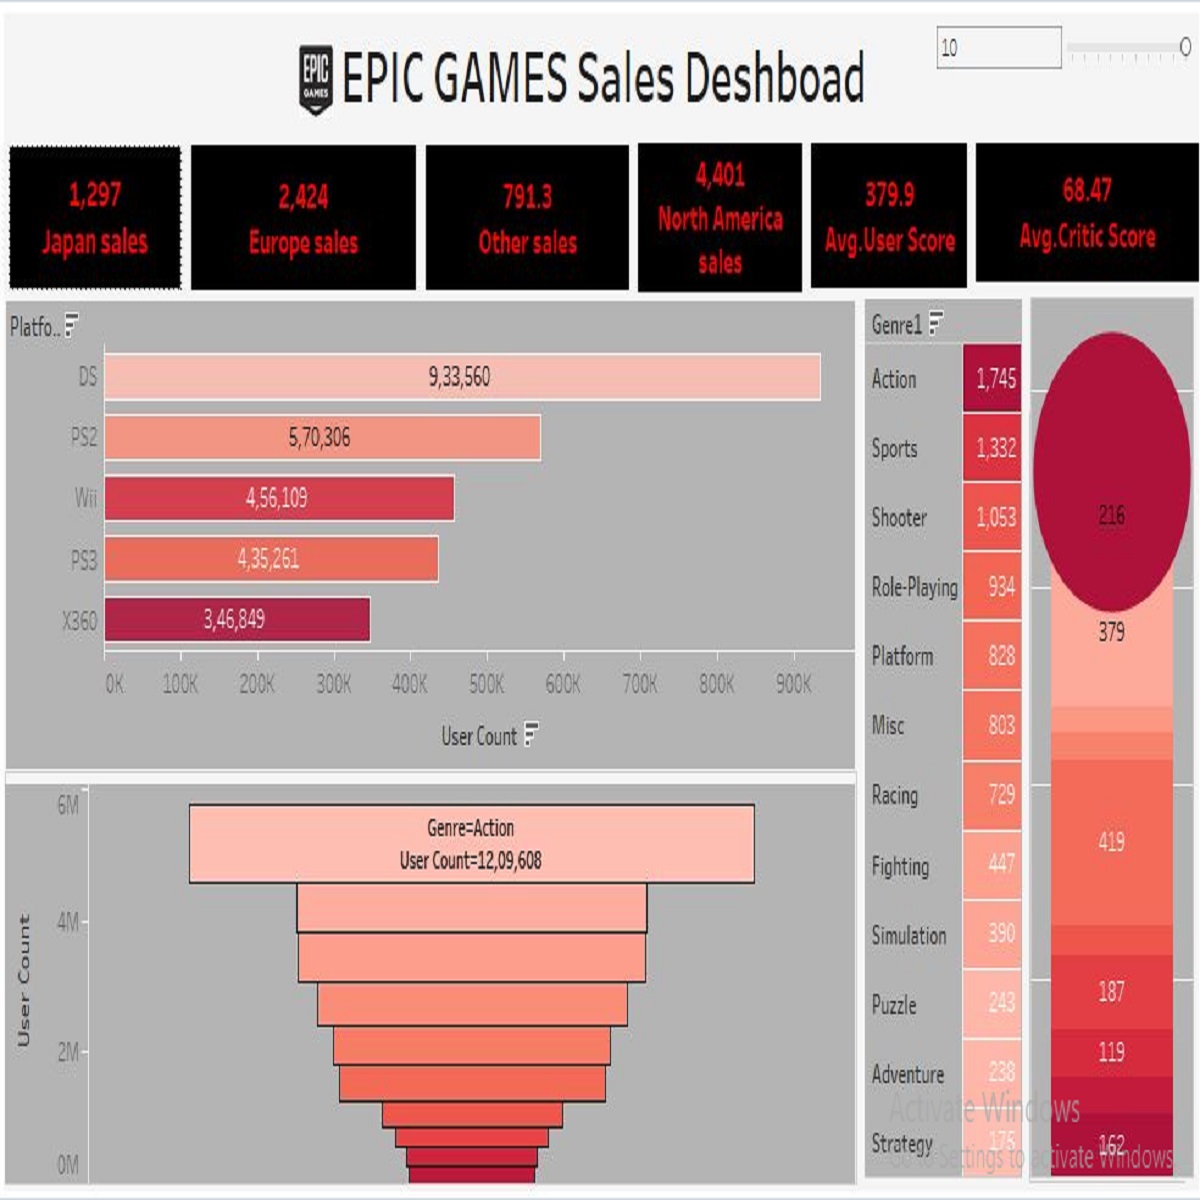 10
EPIC
GAMES
EPIC GAMES Sales Deshboad
1,297
Japan sales
2,424
Europe sales
791.3
Other sales
4,401
North America
sales
379.9
Avg.User Score
68.47
Avg.Critic Score
Platfo..
DS
9,33,560
PS2
5,70,306
Wii
4,56,109
PS3
4,35,261
X360
3,46,849
0K 100K 200K 300K 400K 500K 600K 700K 800K 900K
User Count
6M
4M
2M
0M
User Count
Genre=Action
User Count=12,09,608
Genre1
Action 1,745
Sports 1,332
Shooter 1,053
Role-Playing 934
Platform 828
Misc 803
Racing 729
Fighting 447
Simulation 390
Puzzle 243
Adventure 238
Strategy 175
216
379
419
187
119
162
Activate Windows
Go to Settings to activate Windows.